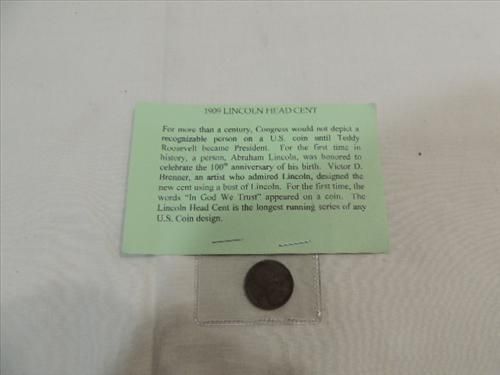 1909 LINCOLN HEAD CENT
For more than a century, Congress would not depict a
recognizable person on a U.S. coin until Teddy
Roosevelt became President. For the first time in
history, a person, Abraham Lincoln, was honored to
celebrate the 100th anniversary of his birth. Victor D.
Brenner, an artist who admired Lincoln, designed the
new cent using a bust of Lincoln. For the first time, the
words "In God We Trust" appeared on a coin. The
Lincoln Head Cent is the longest running series of any
U.S. Coin design.